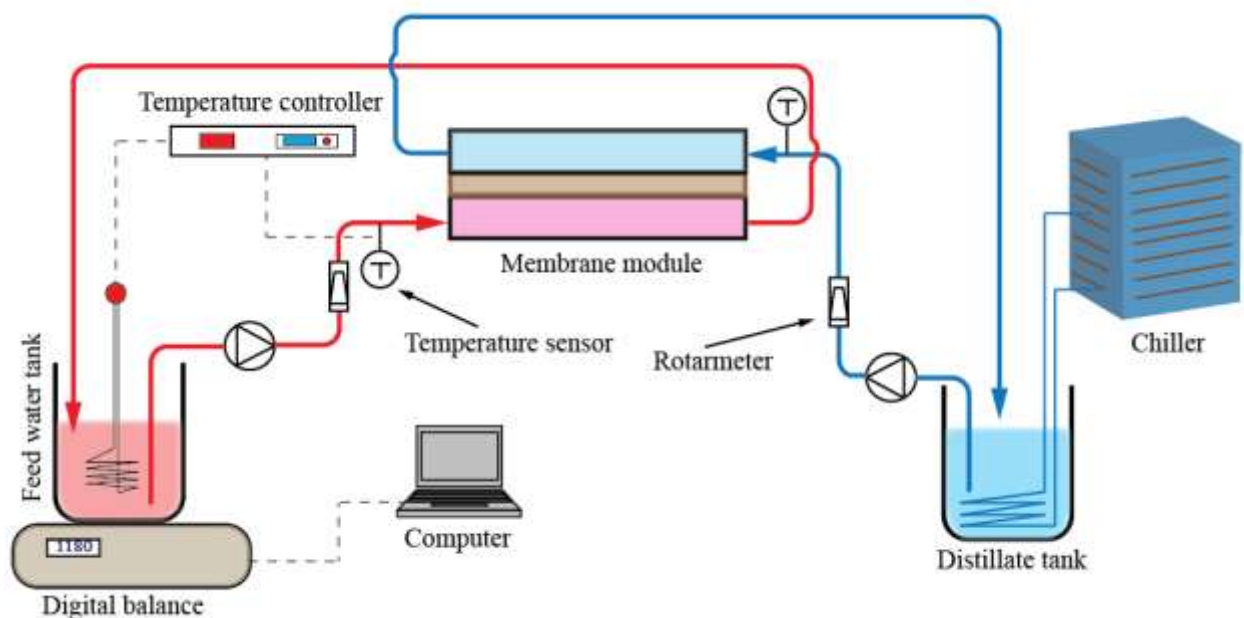 Temperature controller
T
Membrane module
T
Temperature sensor
Rotarmeter
Chiller
Feed water tank
Computer
1180
Digital balance
Distillate tank